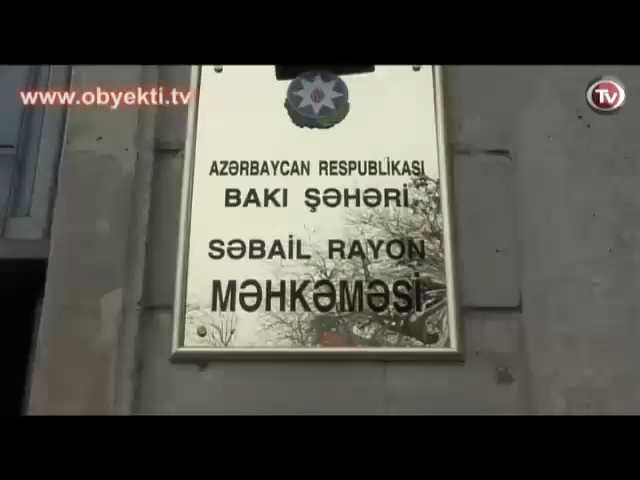 www.obyekti.tv
TV
AZƏRBAYCAN RESPUBLİKASI
BAKI ŞƏHƏRİ
SƏBAİL RAYON
MƏHKƏMƏSİ